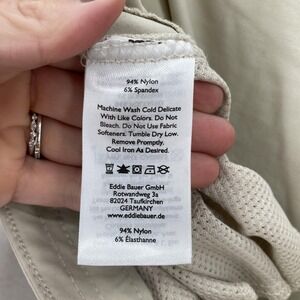 94% Nylon
6% Spandex
Machine Wash Cold Delicate
With Like Colors. Do Not
Bleach. Do Not Use Fabric
Softeners. Tumble Dry Low.
Remove Promptly.
Cool Iron As Desired.
Eddie Bauer GmbH
Rotwandweg 3a
82024 Taufkirchen
GERMANY
www.eddiebauer.de
94% Nylon
6% Élasthanne